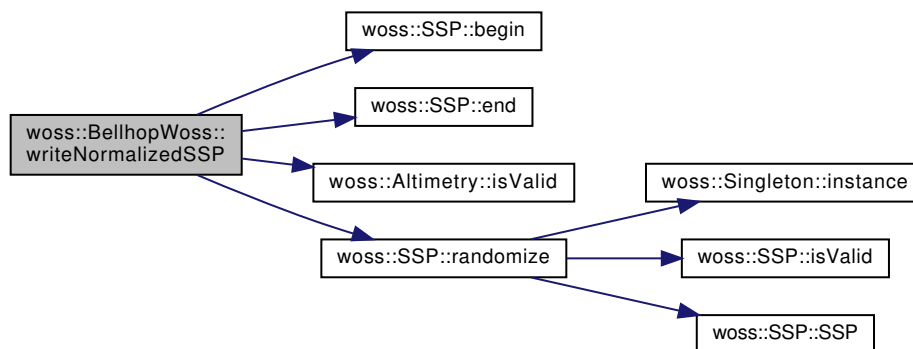 woss::SSP::begin
woss::SSP::end
woss::BellhopWoss::
writeNormalizedSSP
woss::Altimetry::isValid
woss::Singleton::instance
woss::SSP::randomize
woss::SSP::isValid
woss::SSP::SSP